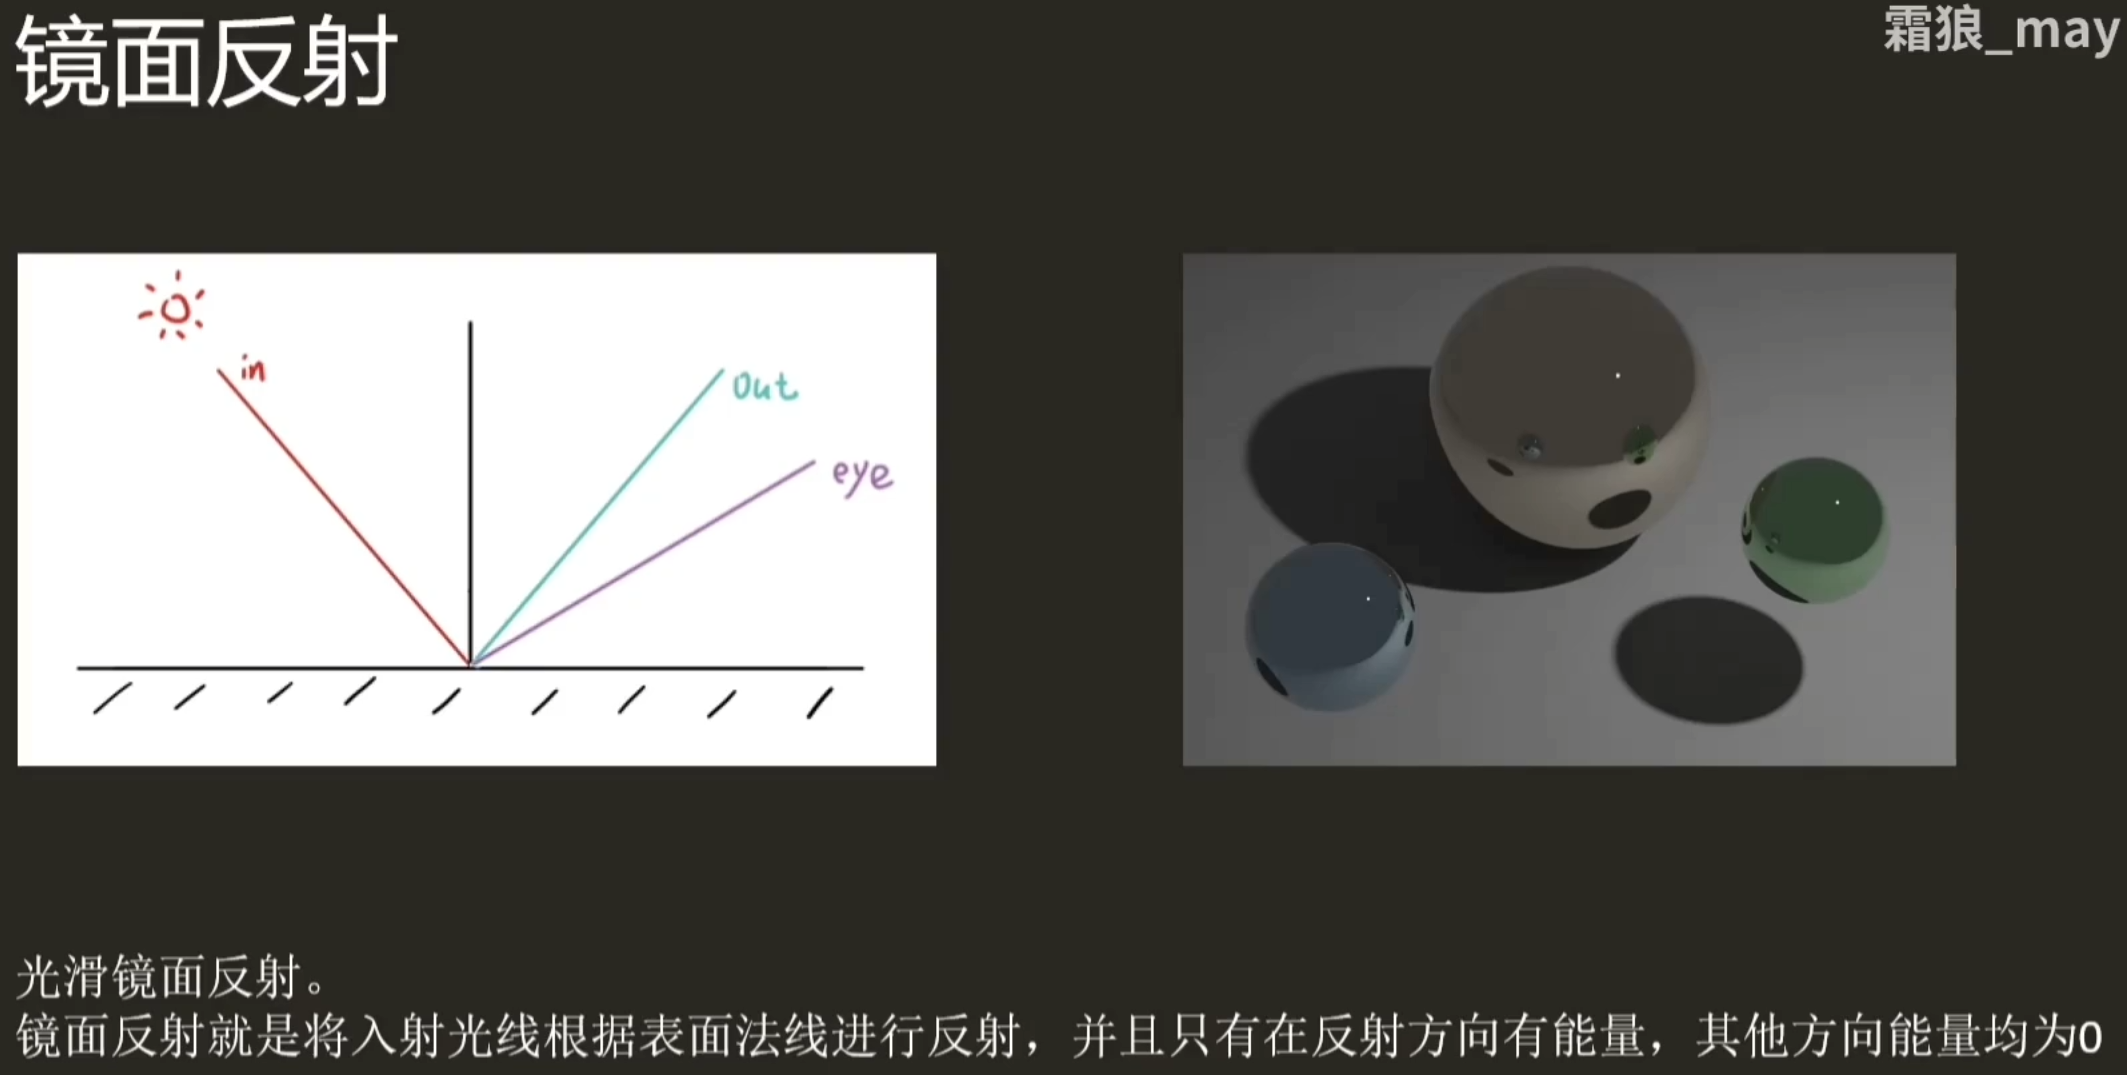 镜面反射
霜狼_may
in
out
eye
光滑镜面反射。
镜面反射就是将入射光线根据表面法线进行反射，并且只有在反射方向有能量，其他方向能量均为0